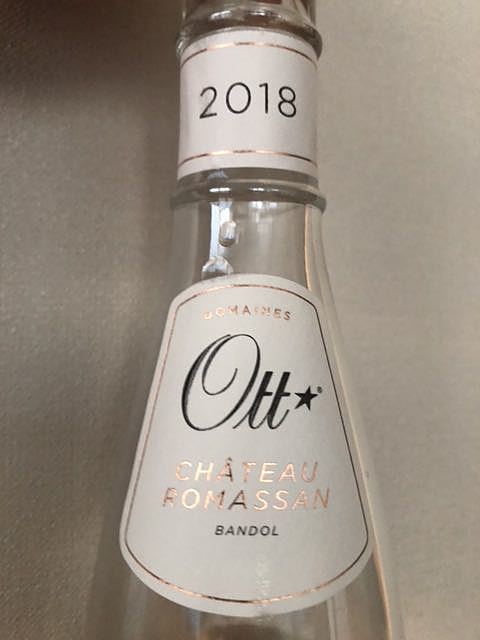 2018
DOMAINES
Ott★®
CHÂTEAU
ROMASSAN
BANDOL